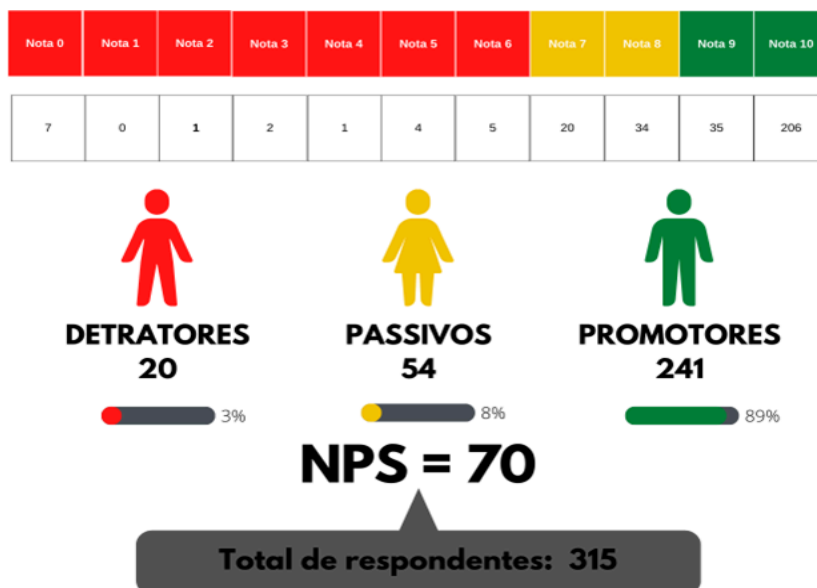 Nota 0 Nota 1 Nota 2 Nota 3 Nota 4 Nota 5 Nota 6 Nota 7 Nota 8 Nota 9 Nota 10
7 0 1 2 1 4 5 20 34 35 206
DETRATORES PASSIVOS PROMOTORES
20 54 241
3% 8% 89%
NPS = 70
Total de respondentes: 315